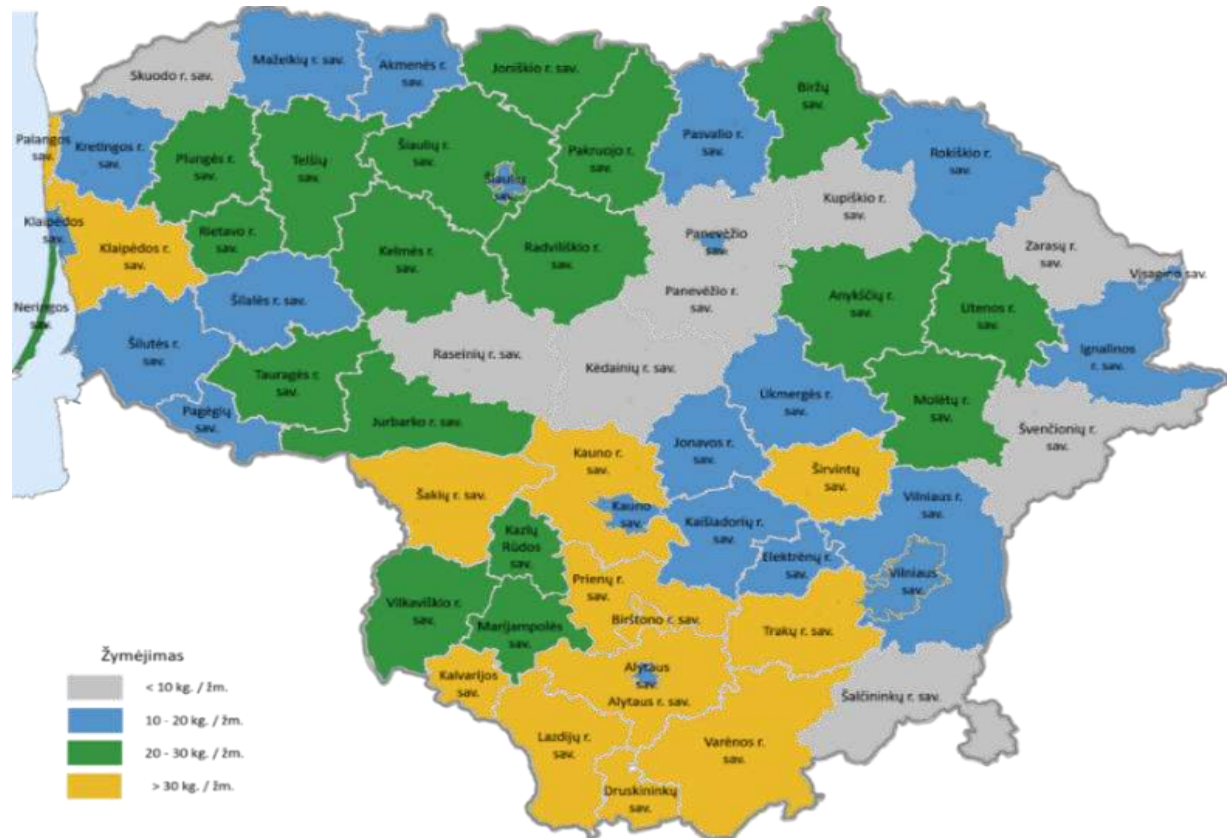 Skuodo r. sav.
Mažeikių r. sav.
Akmenės r.
sav.
Joniškio r. sav.
Biržų
sav.
Palangos
sav.
Kretingos r.
sav.
Plungės r.
sav.
Telšių
sav.
Šiaulių r.
sav.
Šiaulių
sav.
Pakruojo r.
sav.
Pasvalio r.
sav.
Rokiškio r.
sav.
Kupiškio r.
sav.
Klaipėdos
sav.
Klaipėdos r.
sav.
Rietavo r.
sav.
Kelmės r.
sav.
Radviliškio r.
sav.
Panevėžio
sav.
Panevėžio r.
sav.
Zarasų r.
sav.
Visagino sav.
Neringos
sav.
Šilalės r. sav.
Anykščių r.
sav.
Utenos r.
sav.
Ignalinos
r. sav.
Šilutės r.
sav.
Tauragės r.
sav.
Raseinių r. sav.
Kėdainių r. sav.
Ukmergės r.
sav.
Molėtų r.
sav.
Švenčionių r.
sav.
Pagėgių
sav.
Jurbarko r. sav.
Jonavos r.
sav.
Kauno r.
sav.
Širvintų
sav.
Šakių r. sav.
Kauno
sav.
Kaišiadorių r.
sav.
Elektrėnų r.
sav.
Vilniaus r.
sav.
Vilniaus
sav.
Kazlų
Rūdos
sav.
Prienų r.
sav.
Birštono r. sav.
Vilkaviškio r.
sav.
Marijampolės
sav.
Trakų r. sav.
Kalvarijos
sav.
Alytaus
sav.
Alytaus r. sav.
Šalčininkų r. sav.
Lazdijų r.
sav.
Varėnos r.
sav.
Druskininkų
sav.
Žymėjimas
< 10 kg. / žm.
10 - 20 kg. / žm.
20 - 30 kg. / žm.
> 30 kg. / žm.